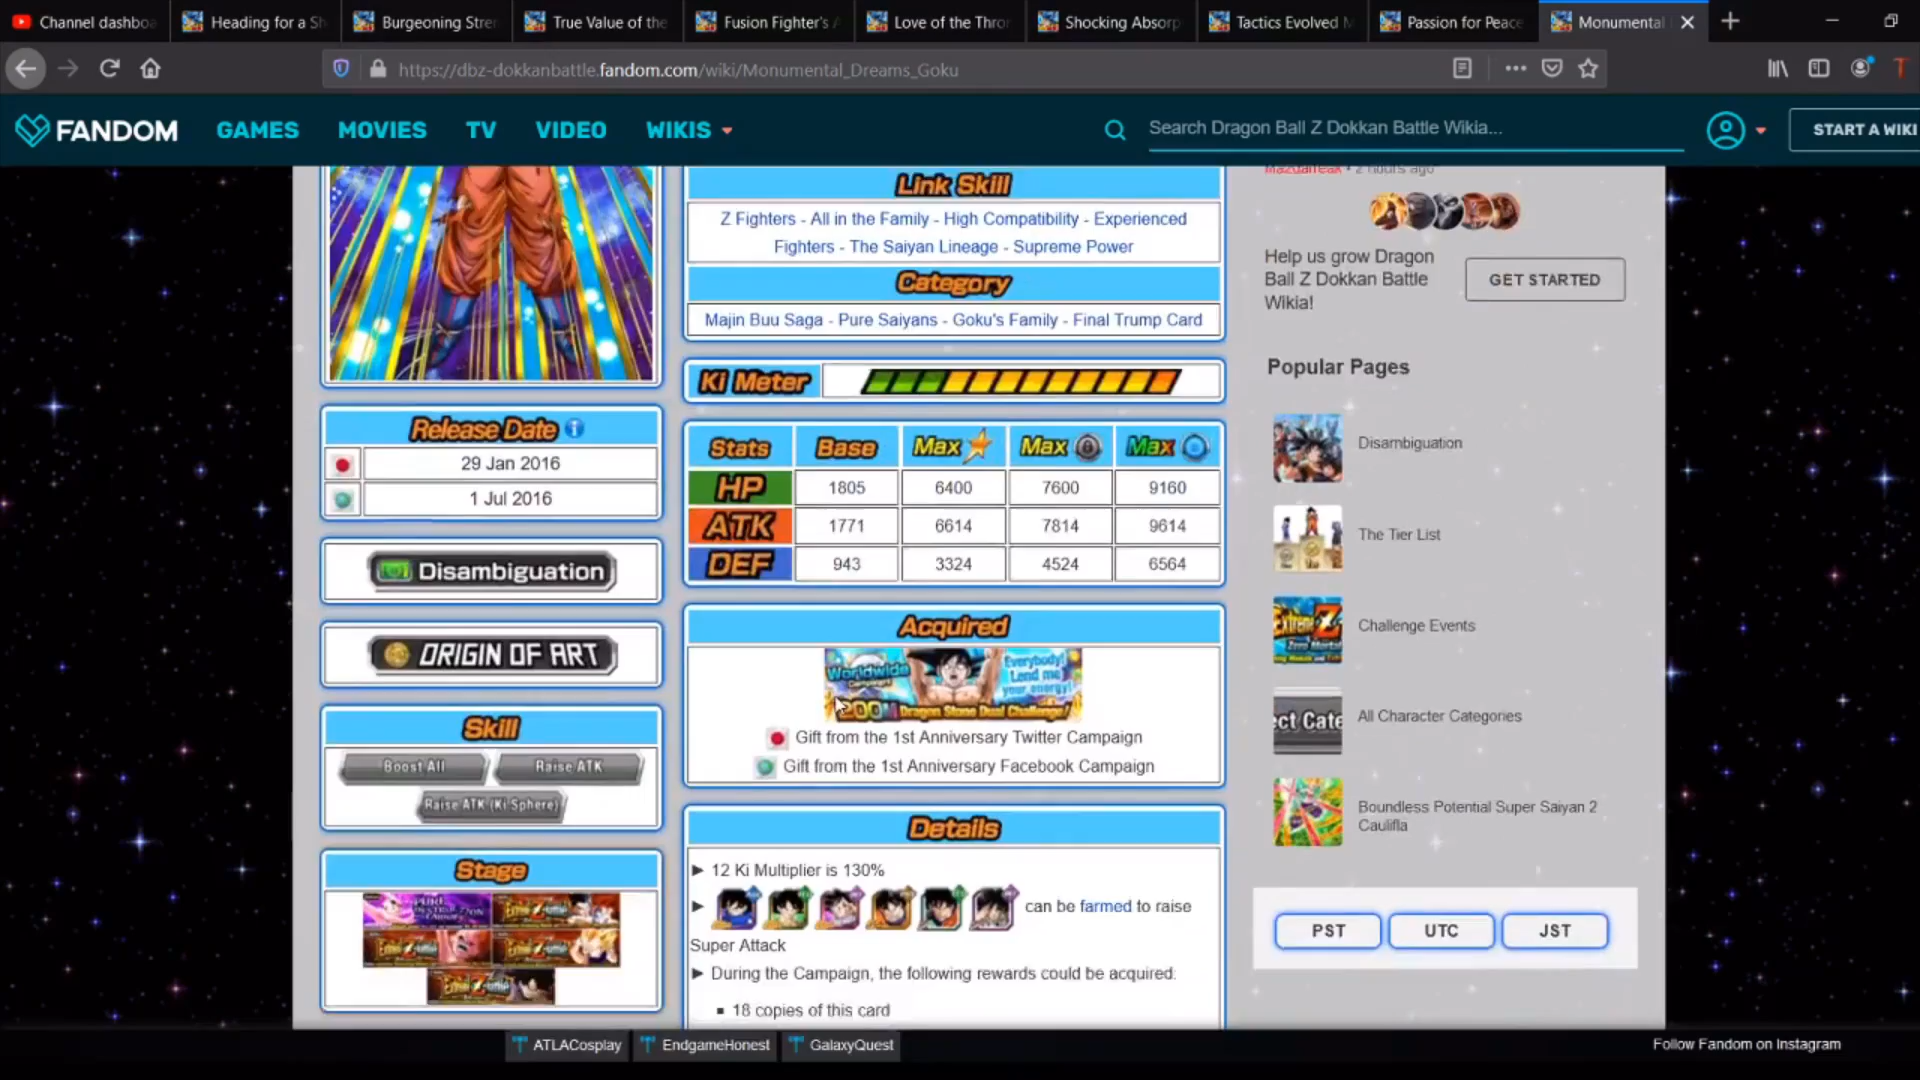 Channel dashboa
Heading for a Sh
Burgeoning Stren
True Value of the
Fusion Fighter's A
Love of the Thro
Shocking Absorp
Tactics Evolved M
Passion for Peace
Monumental
https://dbz-dokkanbattle.fandom.com/wiki/Monumental_Dreams_Goku
FANDOM
GAMES
MOVIES
TV
VIDEO
WIKIS
Search Dragon Ball Z Dokkan Battle Wikia...
START A WIKI
Link Skill
Z Fighters - All in the Family - High Compatibility - Experienced
Fighters - The Saiyan Lineage - Supreme Power
Category
Majin Buu Saga - Pure Saiyans - Goku's Family - Final Trump Card
Ki Meter
Release Date
29 Jan 2016
1 Jul 2016
Disambiguation
ORIGIN OF ART
Skill
Boost All
Raise ATK
Raise ATK (Ki Sphere)
Stage
Stats Base Max Max Max
HP 1805 6400 7600 9160
ATK 1771 6614 7814 9614
DEF 943 3324 4524 6564
Acquired
Worldwide
Campaign
Everybody!
Lend me
your energy!
200M Dragon Stone Dual Challenge!
Gift from the 1st Anniversary Twitter Campaign
Gift from the 1st Anniversary Facebook Campaign
Details
12 Ki Multiplier is 130%
can be farmed to raise
Super Attack
During the Campaign, the following rewards could be acquired:
18 copies of this card
Mazdafreak • 2 hours ago
Help us grow Dragon
Ball Z Dokkan Battle
Wikia!
GET STARTED
Popular Pages
Disambiguation
The Tier List
Challenge Events
All Character Categories
Boundless Potential Super Saiyan 2
Caulifla
PST
UTC
JST
ATLACosplay
EndgameHonest
GalaxyQuest
Follow Fandom on Instagram